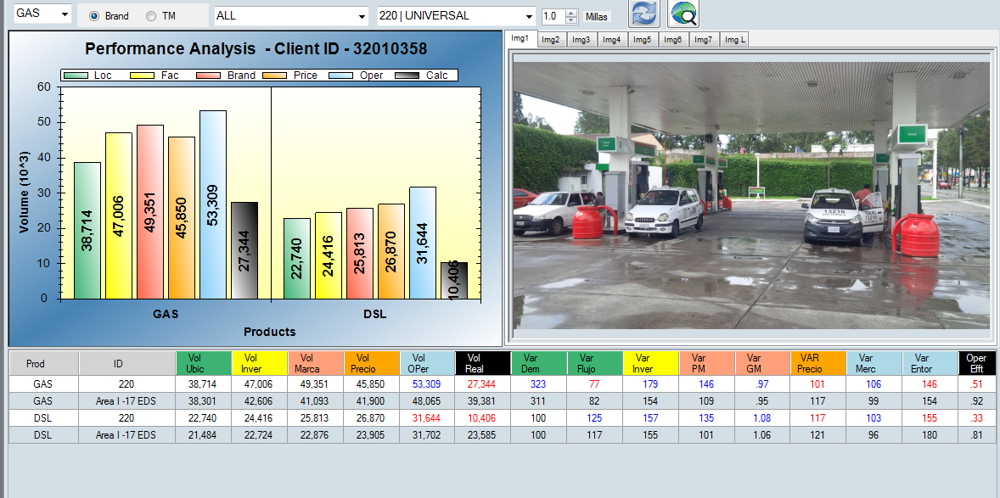 GAS Brand TM ALL 220 | UNIVERSAL 1.0 Millas
Img1 Img2 Img3 Img4 Img5 Img6 Img7 Img L
Performance Analysis - Client ID - 32010358
Loc Fac Brand Price Oper Calc
Volume (10^3)
60
50
40
30
20
10
0
38,714 47,006 49,351 45,850 53,309 27,344 22,740 24,416 25,813 26,870 31,644 10,406
GAS DSL
Products
2
13210
TAXI
13210
Prod ID Vol Ubic Vol Inver Vol Marca Vol Precio Vol OPer Vol Real Var Dem Var Flujo Var Inver Var PM Var GM VAR Precio Var Merc Var Entor Oper Efft
GAS 220 38,714 47,006 49,351 45,850 53,309 27,344 323 77 179 146 .97 101 106 146 .51
GAS Area I -17 EDS 38,301 42,606 41,093 41,900 48,065 39,381 311 82 154 109 .95 117 99 154 .92
DSL 220 22,740 24,416 25,813 26,870 31,644 10,406 100 125 157 135 1.08 117 103 155 .33
DSL Area I -17 EDS 21,484 22,724 22,876 23,905 31,702 23,585 100 117 155 101 1.06 121 96 180 .81